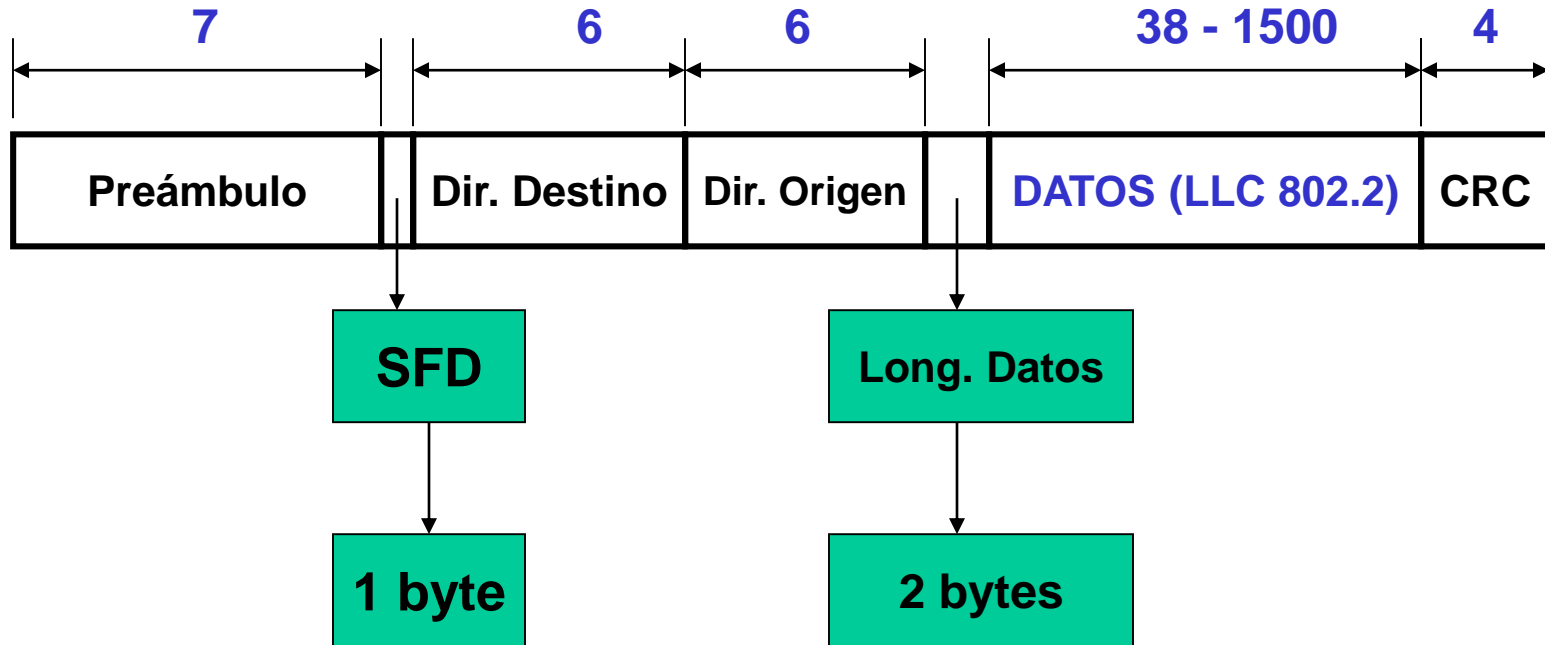 7 6 6 38 - 1500 4
Preámbulo Dir. Destino Dir. Origen DATOS (LLC 802.2) CRC
SFD Long. Datos
1 byte 2 bytes